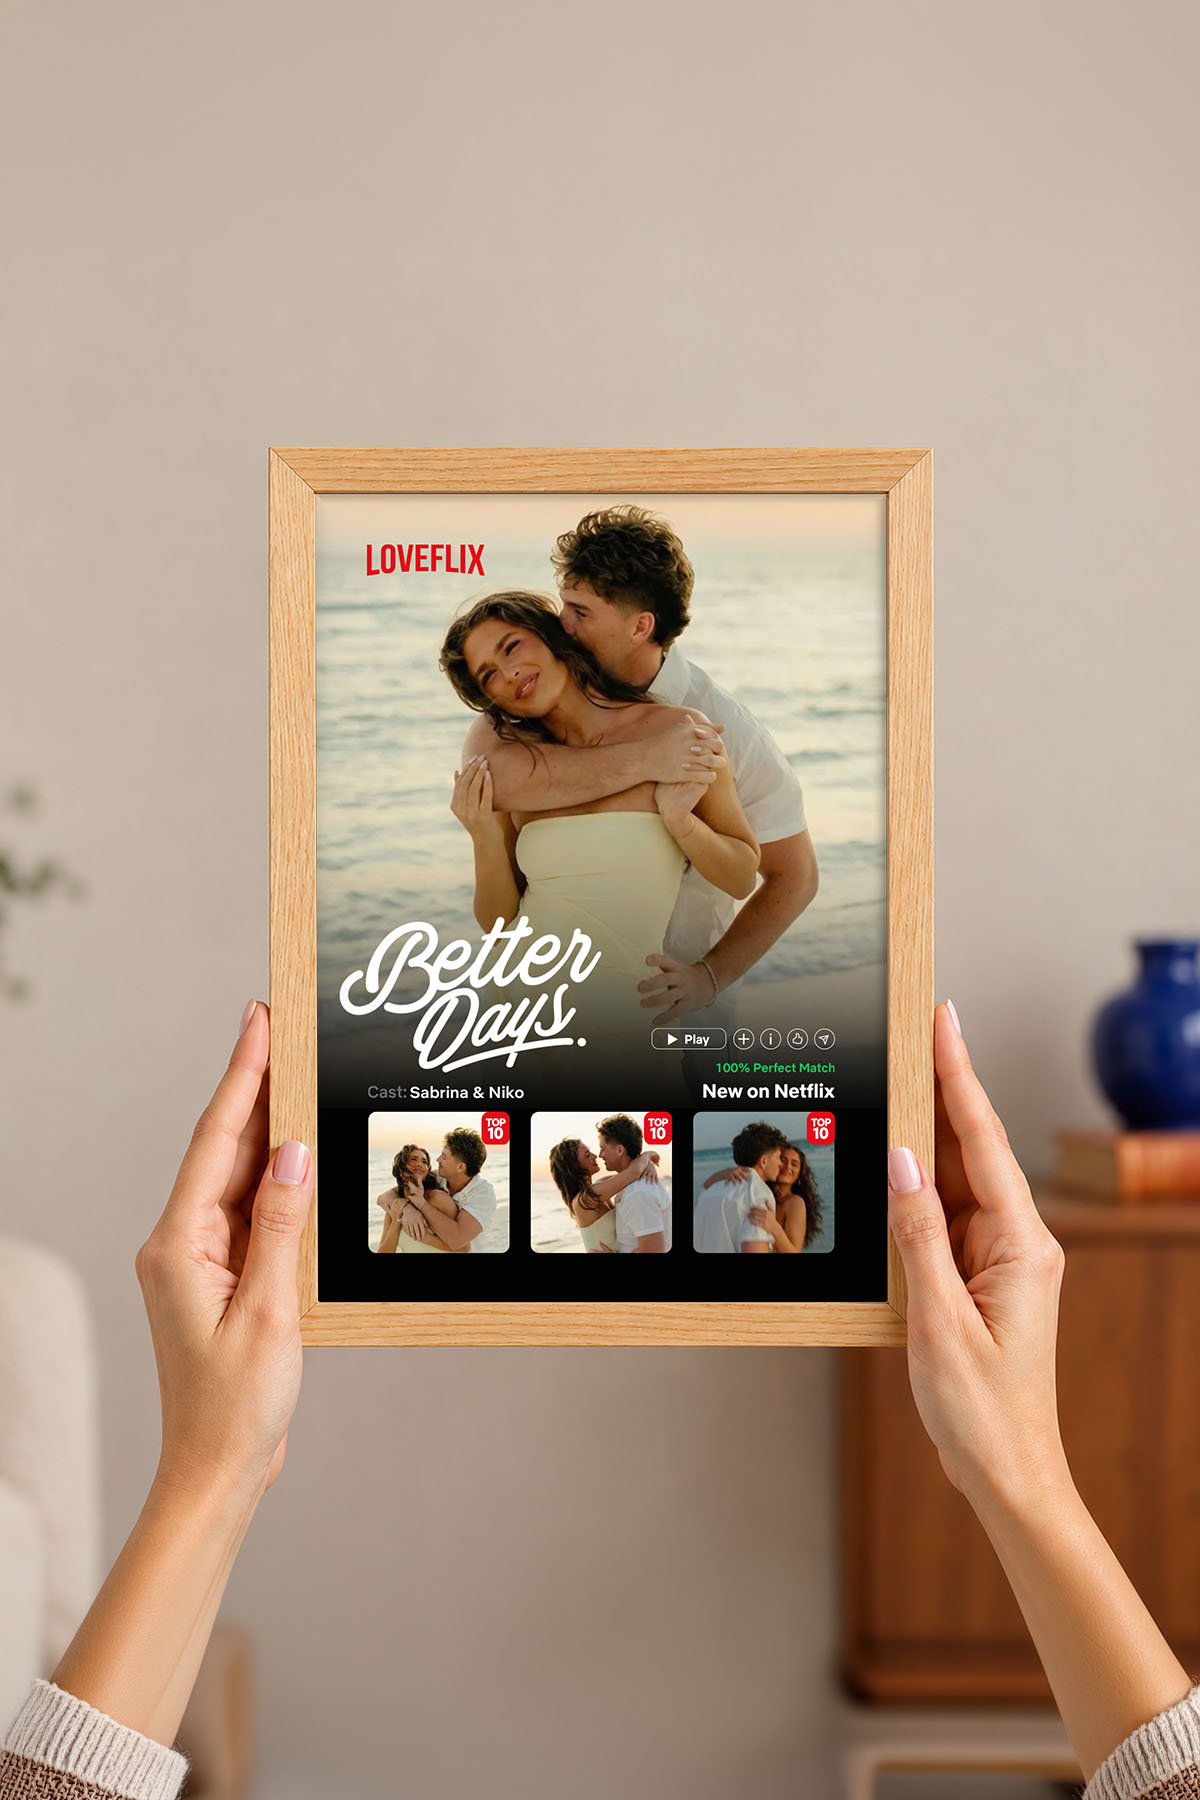 LOVEFLIX
Better
Days.
Play
100% Perfect Match
Cast: Sabrina & Niko
New on Netflix
TOP
10
TOP
10
TOP
10